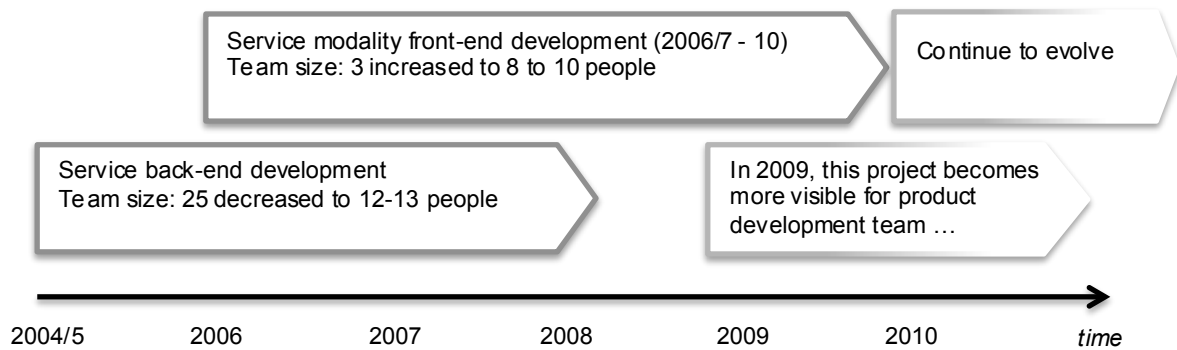 Service modality front-end development (2006/7 - 10)
Team size: 3 increased to 8 to 10 people
Continue to evolve
Service back-end development
Team size: 25 decreased to 12-13 people
In 2009, this project becomes
more visible for product
development team …
2004/5
2006
2007
2008
2009
2010
time